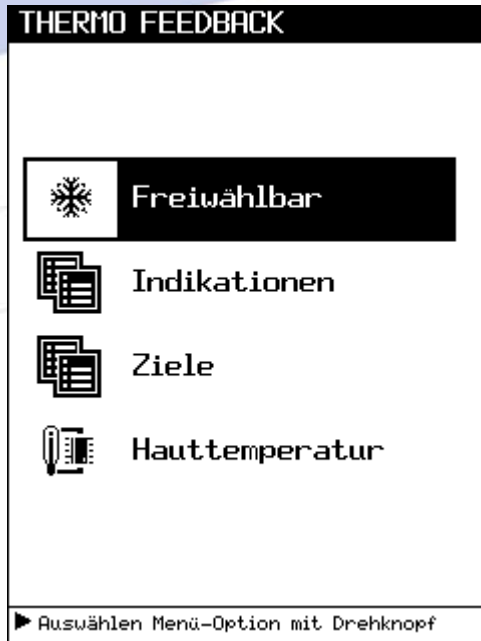 THERMO FEEDBACK
Freiwählbar
Indikationen
Ziele
Hauttemperatur
Auswählen Menü-Option mit Drehknopf